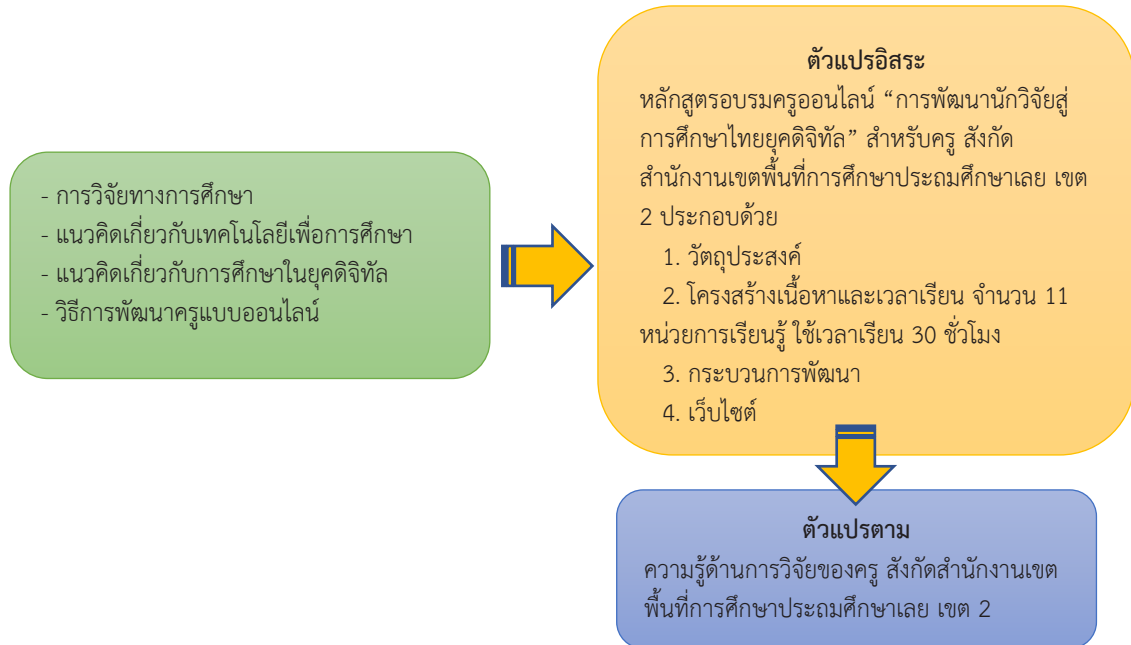 - การวิจัยทางการศึกษา
- แนวคิดเกี่ยวกับเทคโนโลยีเพื่อการศึกษา
- แนวคิดเกี่ยวกับการศึกษาในยุคดิจิทัล
- วิธีการพัฒนาครูแบบออนไลน์
ตัวแปรอิสระ
หลักสูตรอบรมครูออนไลน์ “การพัฒนานักวิจัยสู่
การศึกษาไทยยุคดิจิทัล” สำหรับครู สังกัด
สำนักงานเขตพื้นที่การศึกษาประถมศึกษาเลย เขต
2 ประกอบด้วย
1. วัตถุประสงค์
2. โครงสร้างเนื้อหาและเวลาเรียน จำนวน 11
หน่วยการเรียนรู้ ใช้เวลาเรียน 30 ชั่วโมง
3. กระบวนการพัฒนา
4. เว็บไซต์
ตัวแปรตาม
ความรู้ด้านการวิจัยของครู สังกัดสำนักงานเขต
พื้นที่การศึกษาประถมศึกษาเลย เขต 2